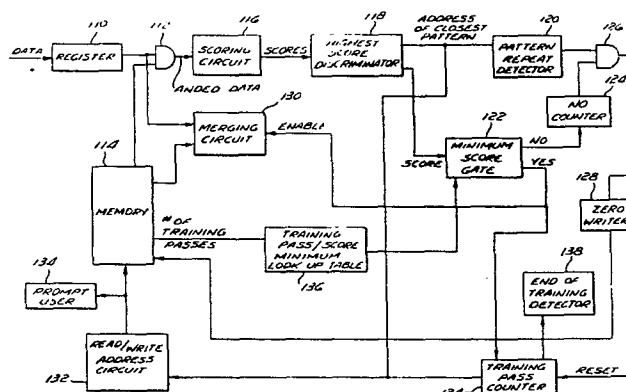 DATA
110
REGISTER
112
116
SCORING
CIRCUIT
SCORES
ANDED DATA
118
HIGHEST
SCORE
DISCRIMINATOR
ADDRESS
OF CLOSEST
PATTERN
120
PATTERN
REPEAT
DETECTOR
126
130
MERGING
CIRCUIT
ENABLE
NO
COUNTER
122
MINIMUM
SCORE
GATE
SCORE
NO
YES
114
MEMORY
# OF
TRAINING
PASSES
TRAINING
PASS/SCORE
MINIMUM
LOOK UP TABLE
136
128
ZERO
WRITER
138
END OF
TRAINING
DETECTOR
134
PROMPT
USER
READ/WRITE
ADDRESS
CIRCUIT
132
TRAINING
PASS
COUNTER
RESET